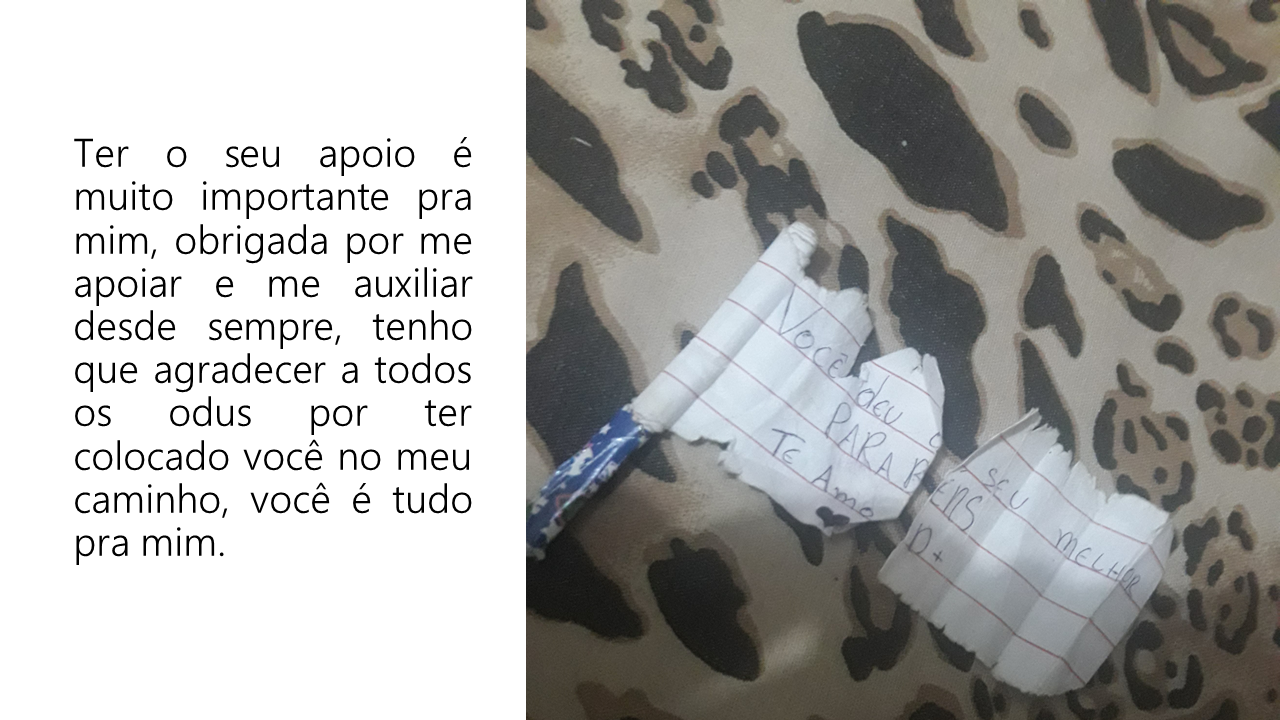 Ter o seu apoio é
muito importante pra
mim, obrigada por me
apoiar e me auxiliar
desde sempre, tenho
que agradecer a todos
os odus por ter
colocado você no meu
caminho, você é tudo
pra mim.
Você deu o SEU MELHOR
PARABÉNS
TE AMO D+